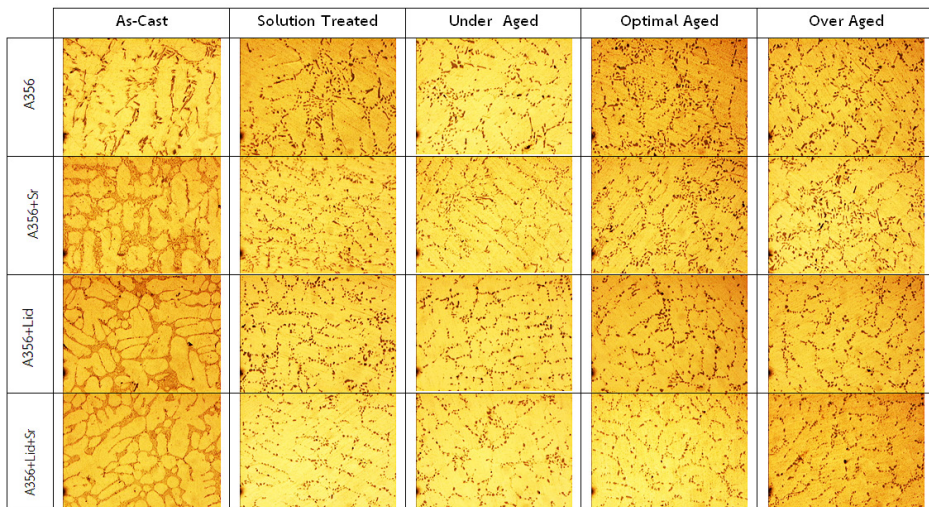 As-Cast Solution Treated Under Aged Optimal Aged Over Aged
A356
A356+Sr
A356+Lid
A356+Lid+Sr